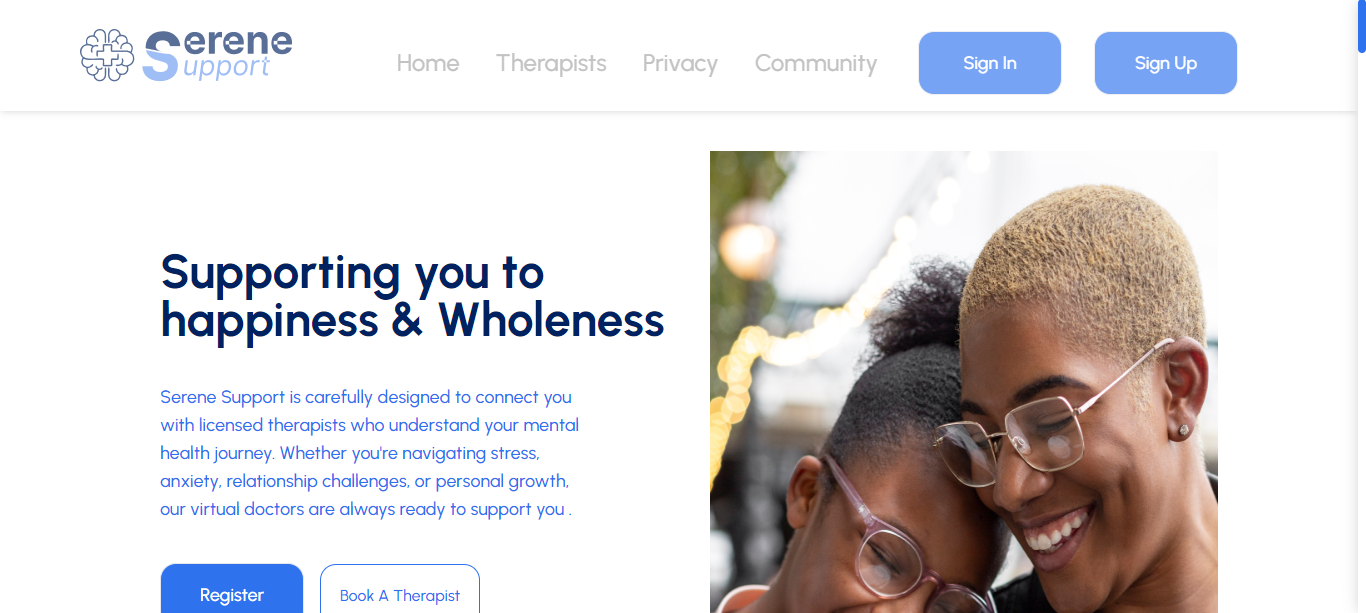 Serene
Support
Home
Therapists
Privacy
Community
Sign In
Sign Up
Supporting you to
happiness & Wholeness
Serene Support is carefully designed to connect you
with licensed therapists who understand your mental
health journey. Whether you're navigating stress,
anxiety, relationship challenges, or personal growth,
our virtual doctors are always ready to support you .
Register
Book A Therapist